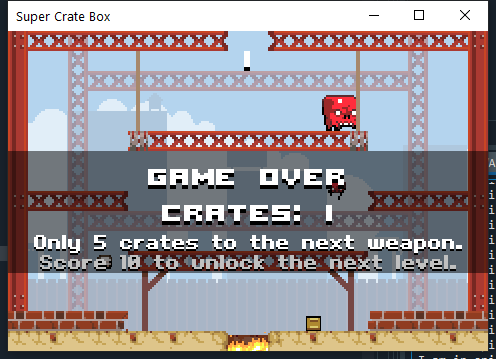 Super Crate Box
GAME OVER
CRATES: 1
Only 5 crates to the next weapon.
Score 10 to unlock the next level.